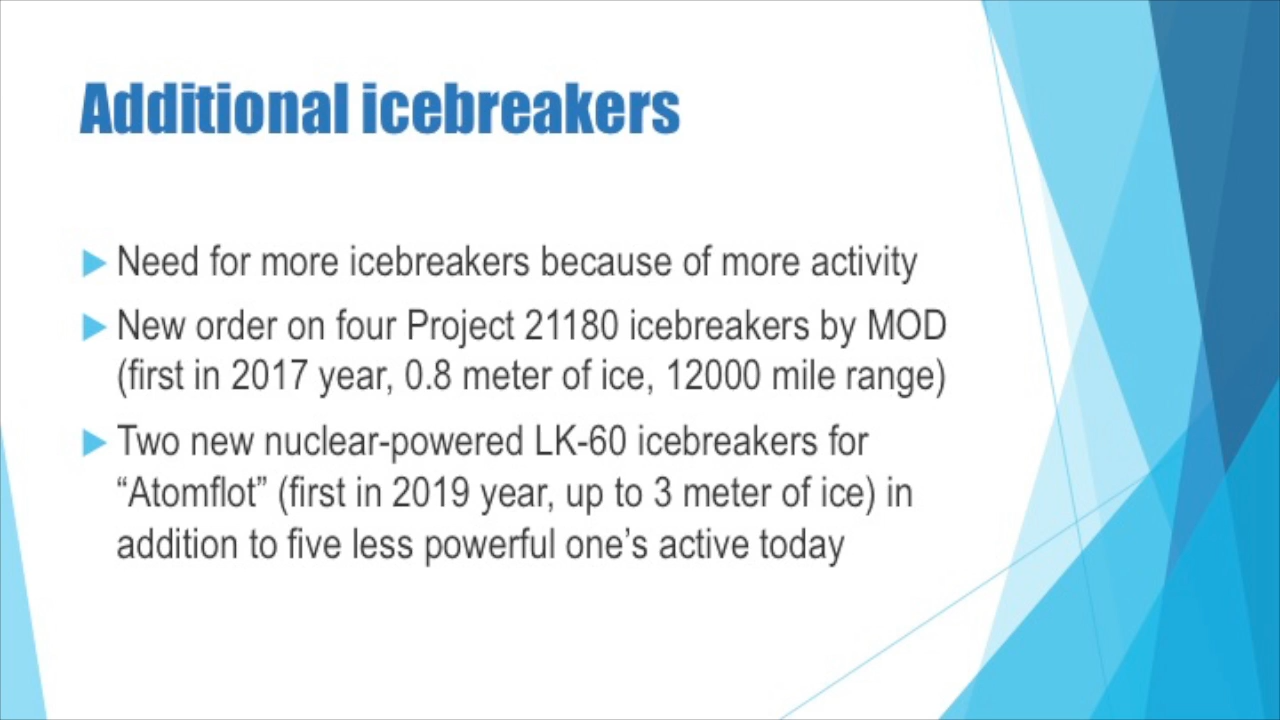 Additional icebreakers
Need for more icebreakers because of more activity
New order on four Project 21180 icebreakers by MOD
(first in 2017 year, 0.8 meter of ice, 12000 mile range)
Two new nuclear-powered LK-60 icebreakers for
“Atomflot” (first in 2019 year, up to 3 meter of ice) in
addition to five less powerful one’s active today